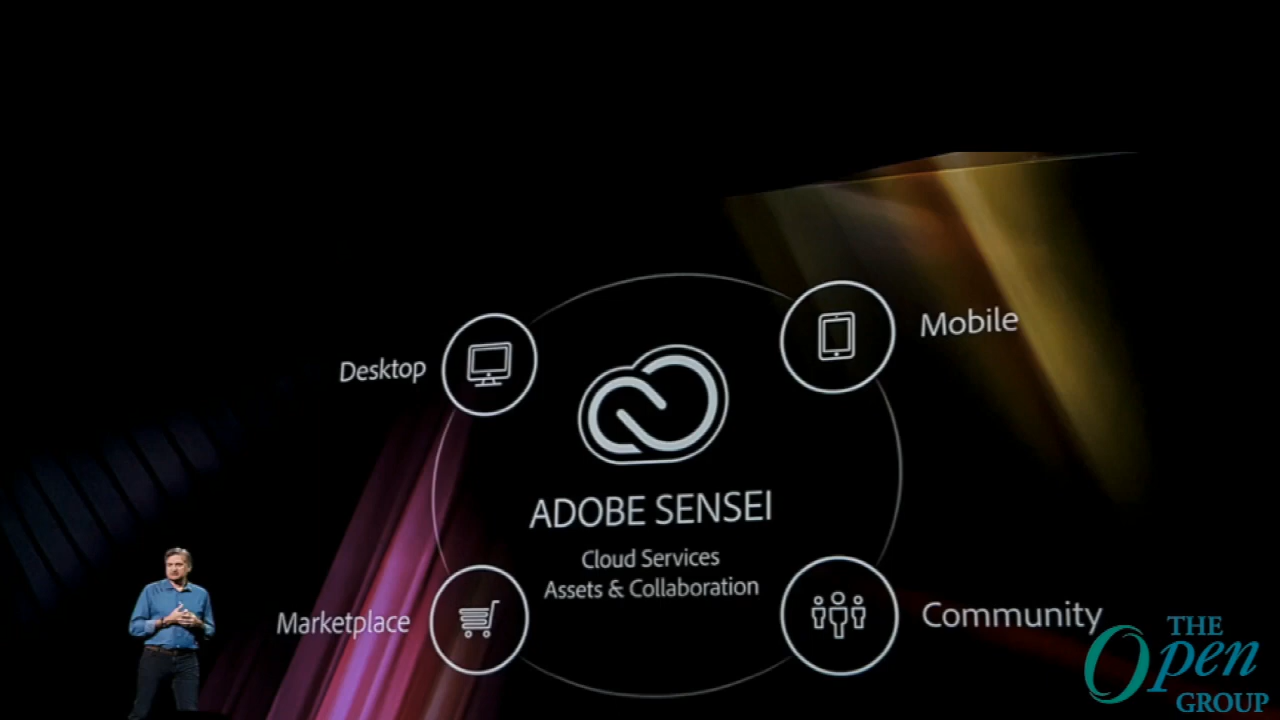 Desktop
Mobile
ADOBE SENSEI
Cloud Services
Assets & Collaboration
Marketplace
Community
THE
Open
GROUP